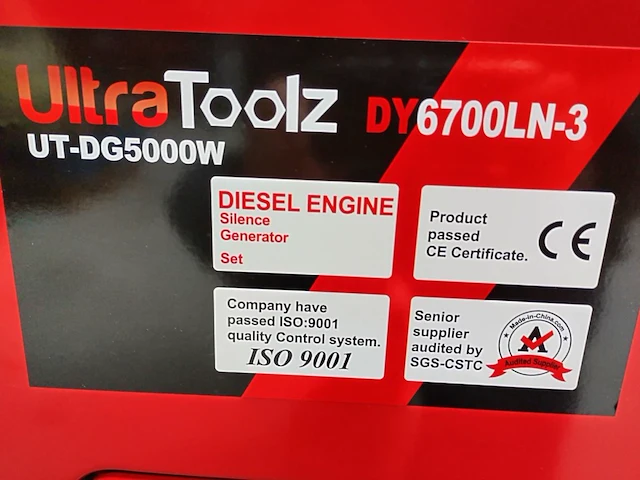 UltraToolz DY6700LN-3
UT-DG5000W
DIESEL ENGINE
Silence
Generator
Set
Product
passed
CE Certificate.
CE
Company have
passed ISO:9001
quality Control system.
ISO 9001
Senior
supplier
audited by
SGS-CSTC
Made-in-China.com
A
Audited Supplier